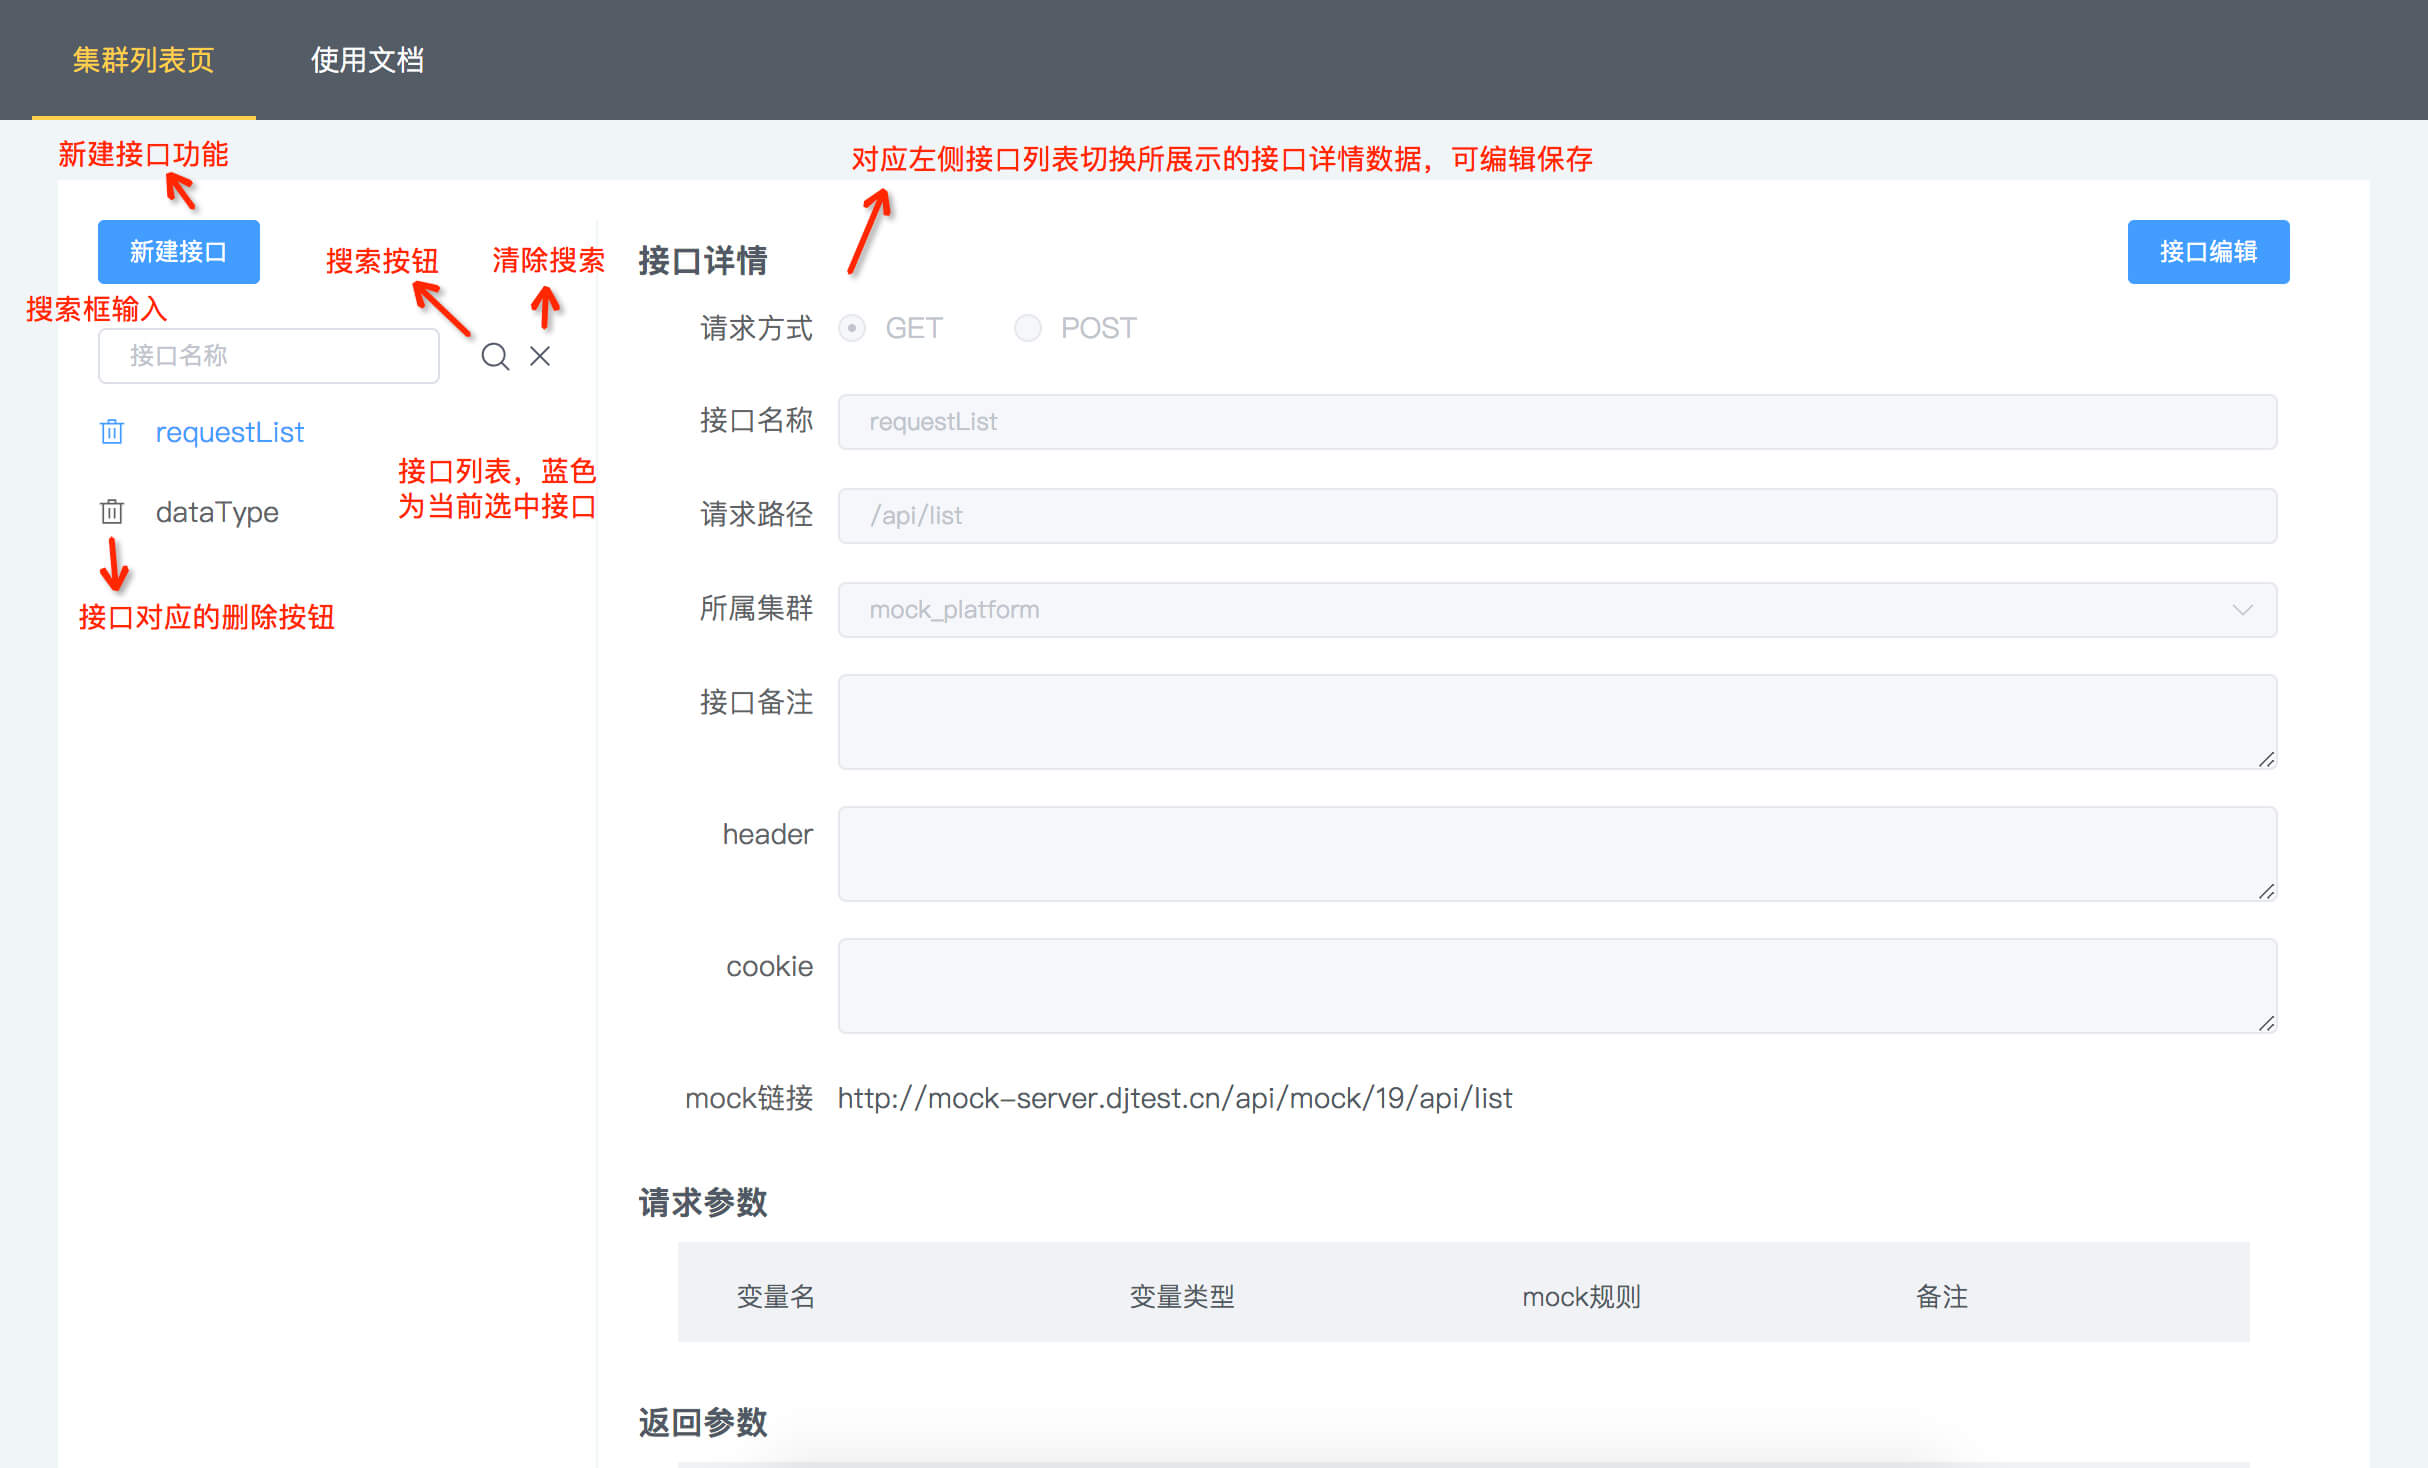 集群列表页
使用文档
新建接口功能
对应左侧接口列表切换所展示的接口详情数据，可编辑保存
新建接口
搜索按钮
清除搜索
搜索框输入
接口名称
requestList
接口列表，蓝色
为当前选中接口
dataType
接口对应的删除按钮
接口详情
接口编辑
请求方式 GET POST
接口名称 requestList
请求路径 /api/list
所属集群 mock_platform
接口备注
header
cookie
mock链接 http://mock-server.djtest.cn/api/mock/19/api/list
请求参数
变量名 变量类型 mock规则 备注
返回参数